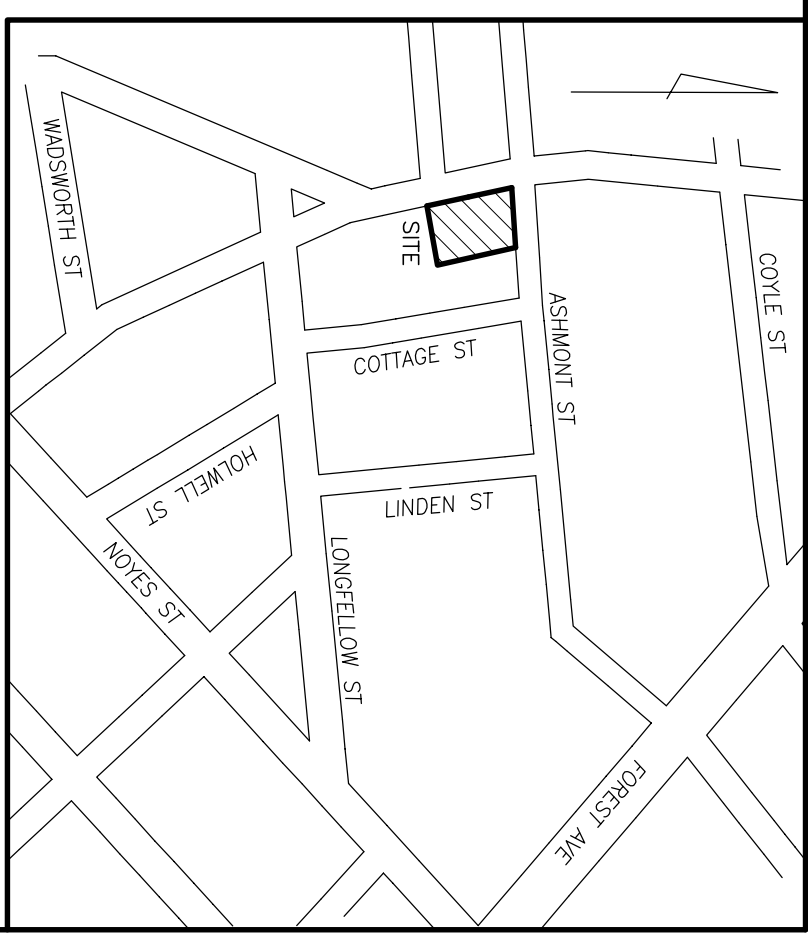 WADSWORTH ST
SITE
COYLE ST
ASHMONT ST
COTTAGE ST
HOLWELL ST
LINDEN ST
NOYES ST
LONGFELLOW ST
FOREST AVE